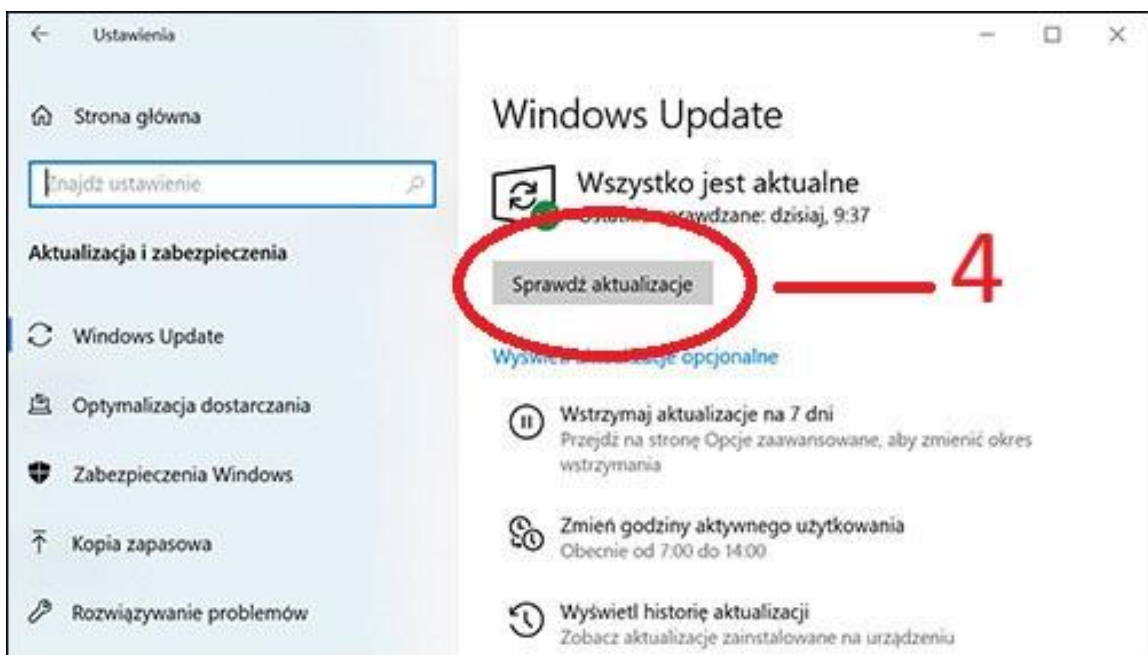 Ustawienia
Strona główna
Znajdź ustawienie
Aktualizacja i zabezpieczenia
Windows Update
Optymalizacja dostarczania
Zabezpieczenia Windows
Kopia zapasowa
Rozwiązywanie problemów
Windows Update
Wszystko jest aktualne
dzisiaj, 9:37
Sprawdź aktualizacje
4
opcjonalne
Wstrzymaj aktualizacje na 7 dni
Przejdź na stronę Opcje zaawansowane, aby zmienić okres
wstrzymania
Zmień godziny aktywnego użytkowania
Obecnie od 7:00 do 14:00
Wyświetl historię aktualizacji
Zobacz aktualizacje zainstalowane na urządzeniu